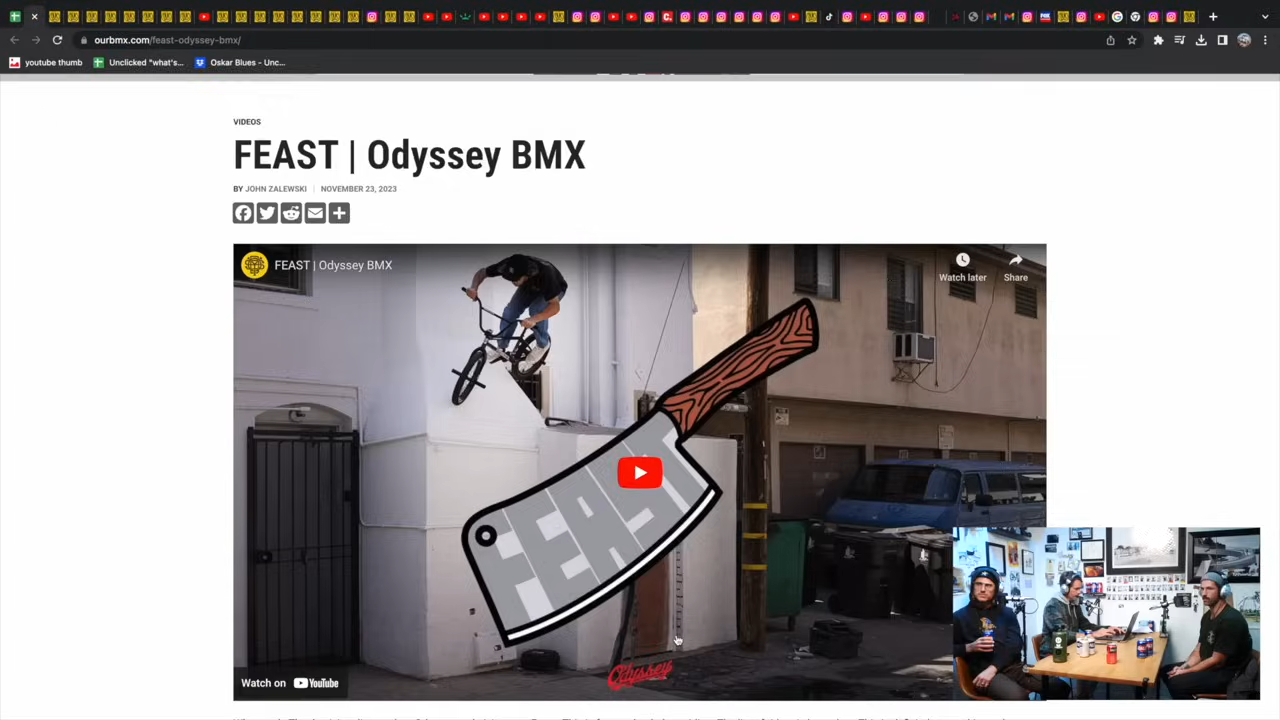 ourbmx.com/feast-odyssey-bmx/
youtube thumb
Unclicked "what's...
Oskar Blues - Unc...
VIDEOS
FEAST | Odyssey BMX
BY JOHN ZALEWSKI | NOVEMBER 23, 2023
FEAST | Odyssey BMX
Watch later
Share
FEAST
Odyssey
Watch on YouTube